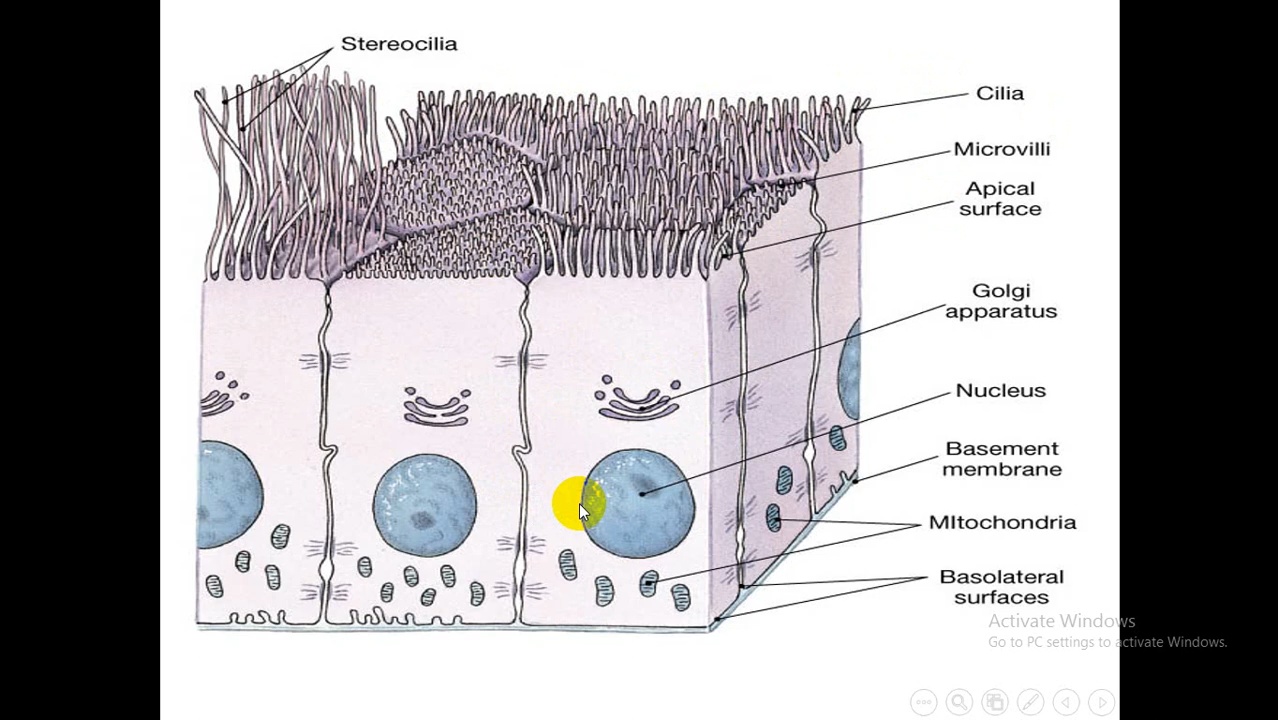 Stereocilia
Cilia
Microvilli
Apical
surface
Golgi
apparatus
Nucleus
Basement
membrane
MItochondria
Basolateral
surfaces
Activate Windows
Go to PC settings to activate Windows.